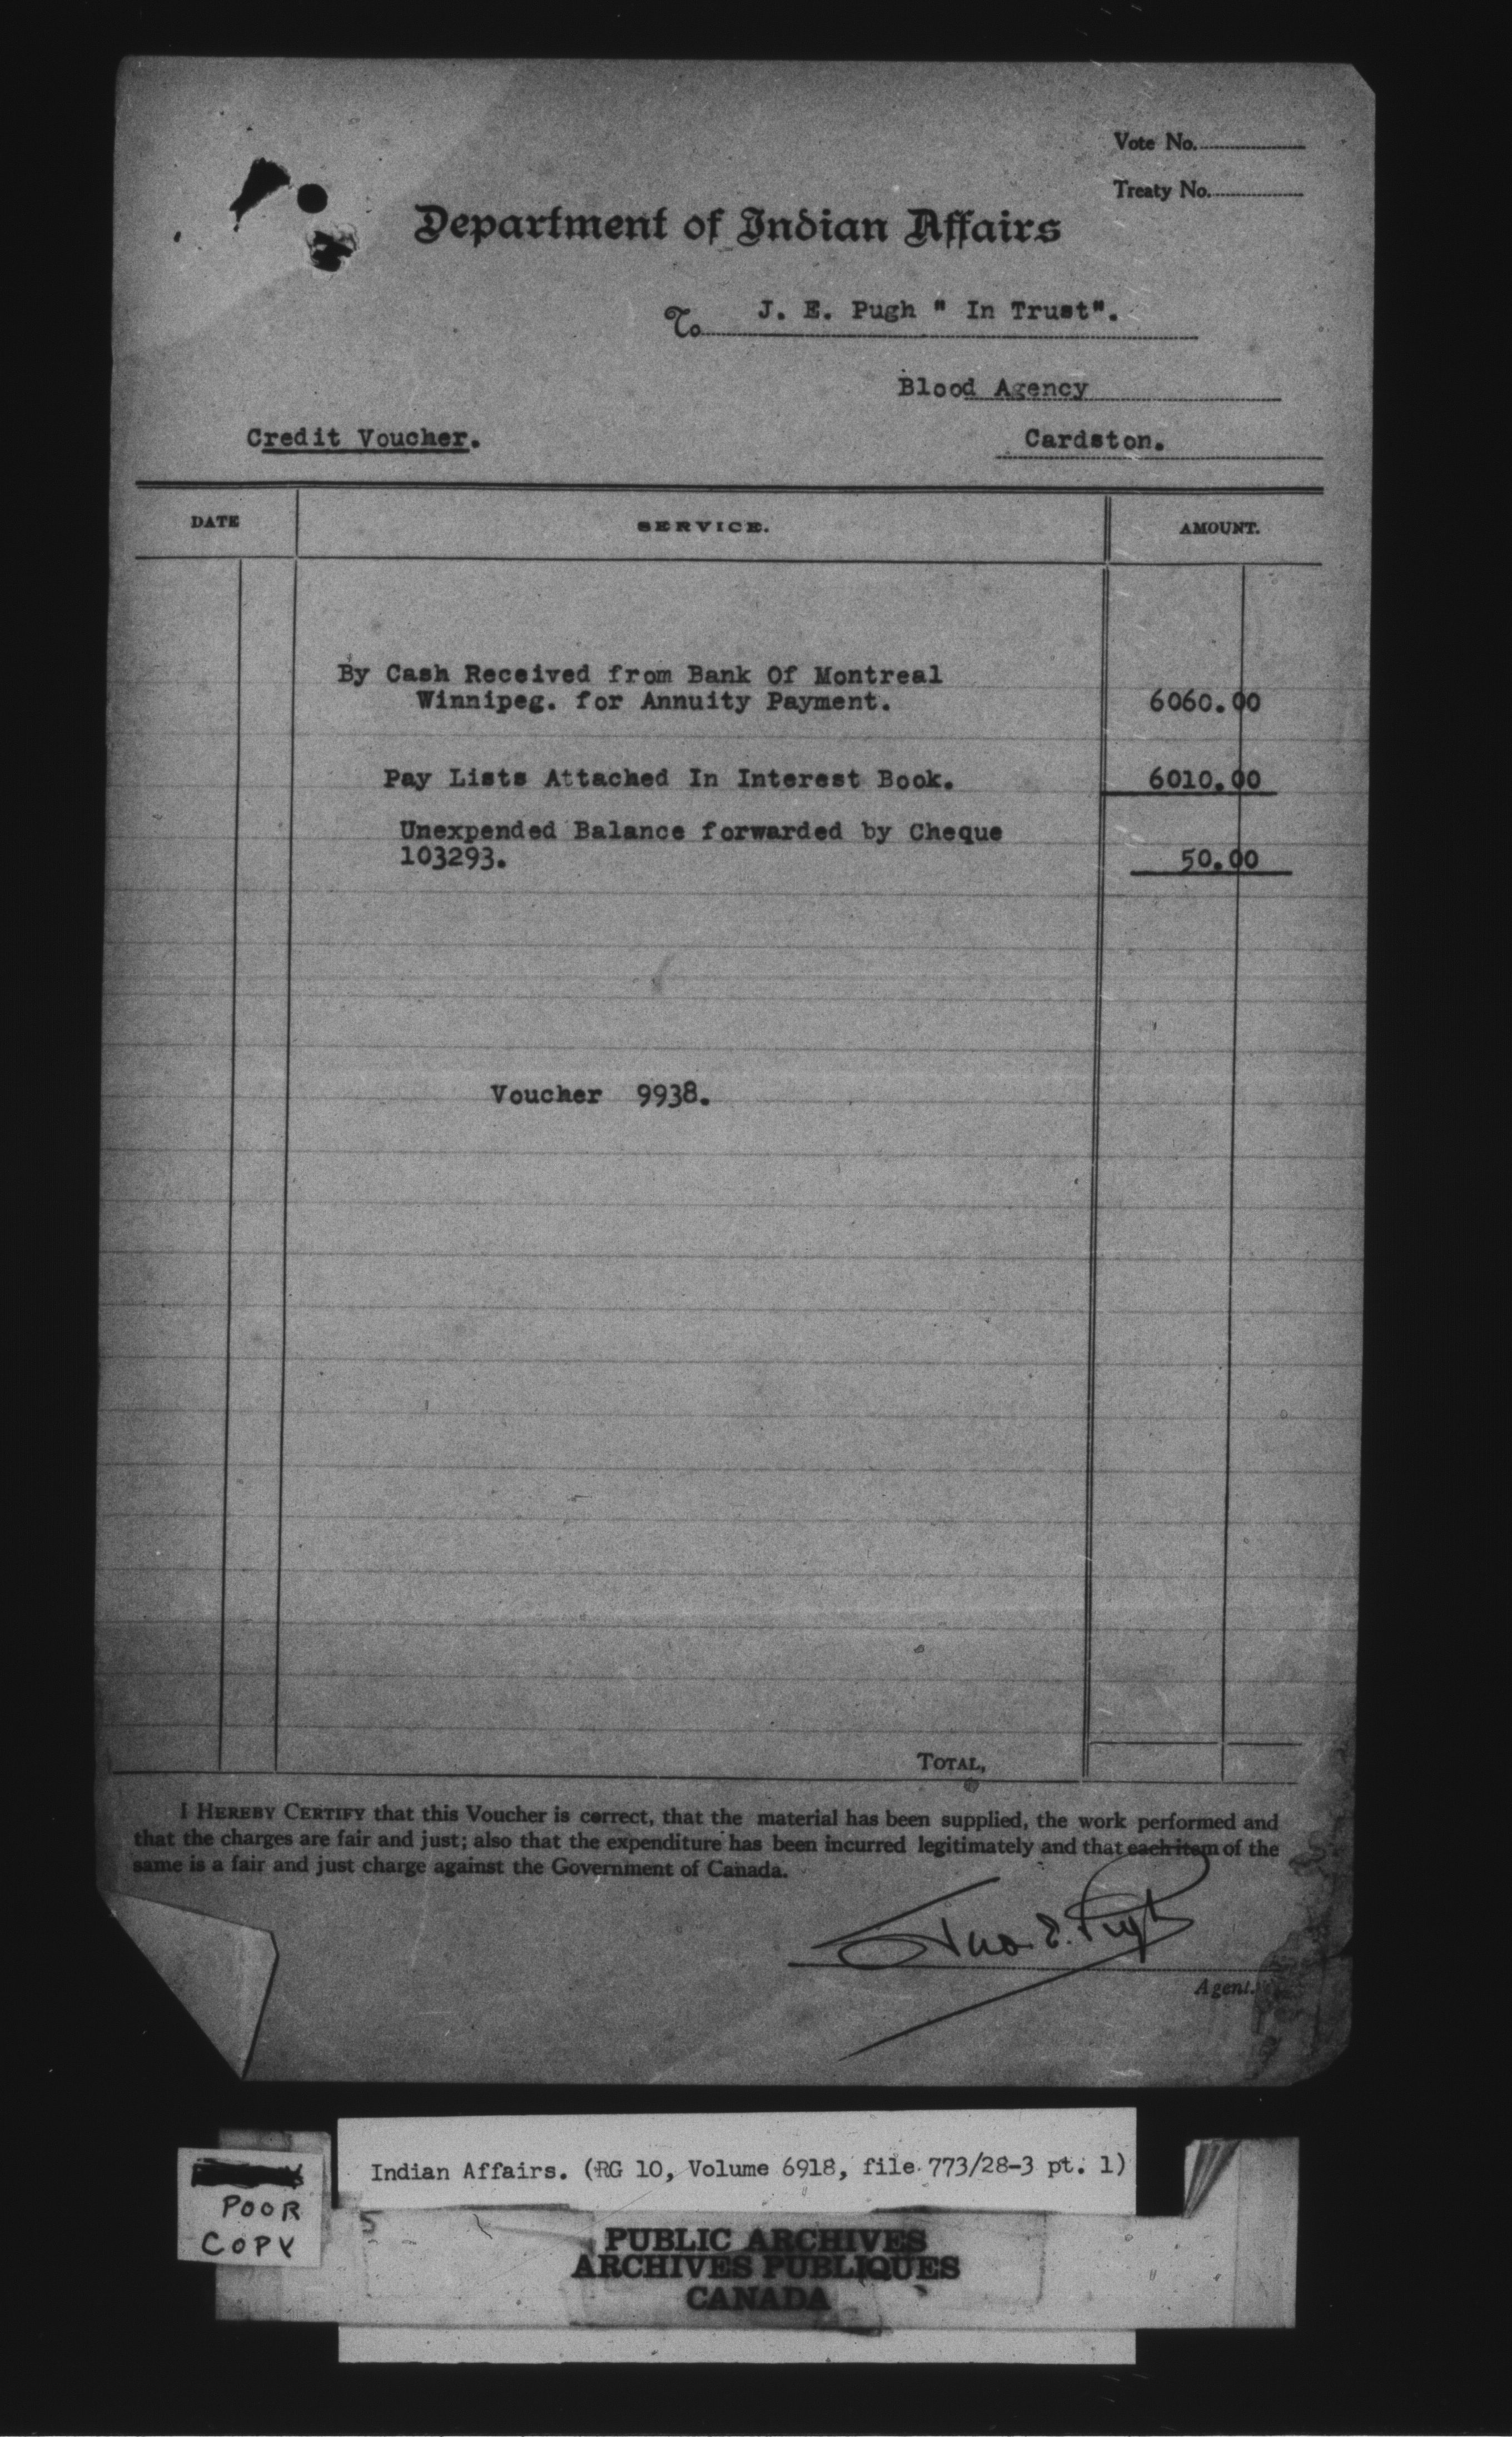 Vote No.
Treaty No.
Department of Indian Affairs
To J. E. Pugh " In Trust".
Blood Agency
Credit Voucher. Cardston.
DATE SERVICE. AMOUNT.
By Cash Received from Bank Of Montreal
Winnipeg. for Annuity Payment. 6060.00
Pay Lists Attached In Interest Book. 6010.00
Unexpended Balance forwarded by Cheque
103293. 50.00
Voucher 9938.
TOTAL,
I HEREBY CERTIFY that this Voucher is correct, that the material has been supplied, the work performed and
that the charges are fair and just; also that the expenditure has been incurred legitimately and that each item of the
same is a fair and just charge against the Government of Canada.
Jno E. Pugh
Agent.
Indian Affairs. (RG 10, Volume 6918, file 773/28-3 pt. 1)
POOR
COPY
PUBLIC ARCHIVES
ARCHIVES PUBLIQUES
CANADA